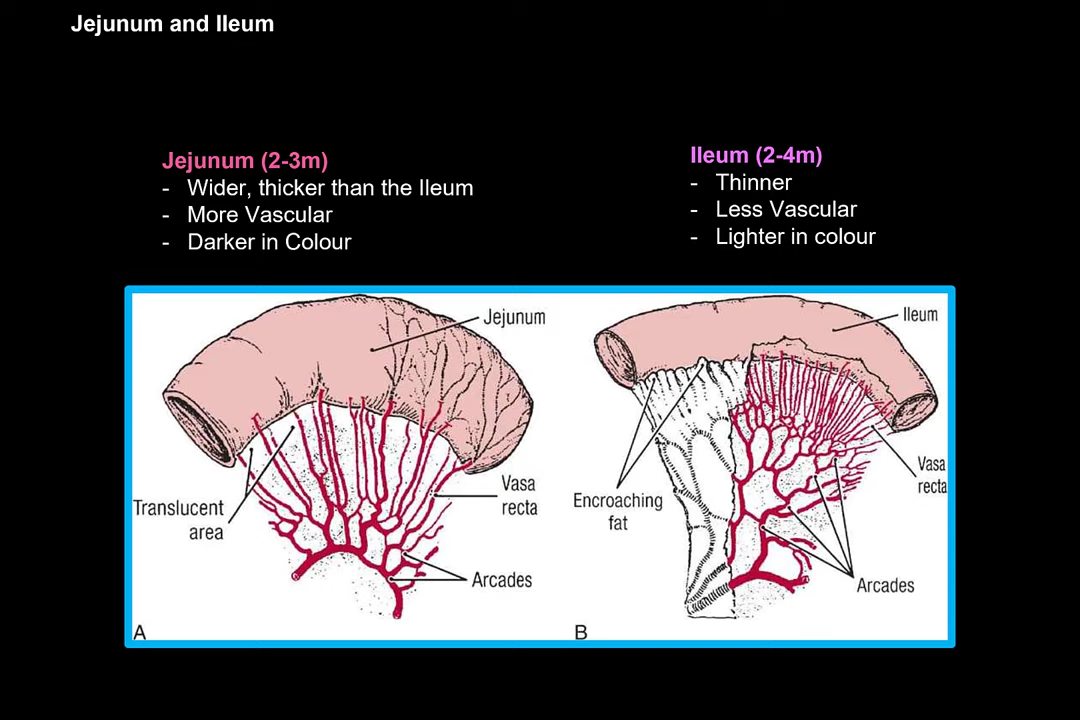 Jejunum and Ileum
Jejunum (2-3m)
- Wider, thicker than the Ileum
- More Vascular
- Darker in Colour
Ileum (2-4m)
- Thinner
- Less Vascular
- Lighter in colour
Jejunum
Translucent
area
Vasa
recta
Arcades
A
Ileum
Encroaching
fat
Vasa
recta
Arcades
B